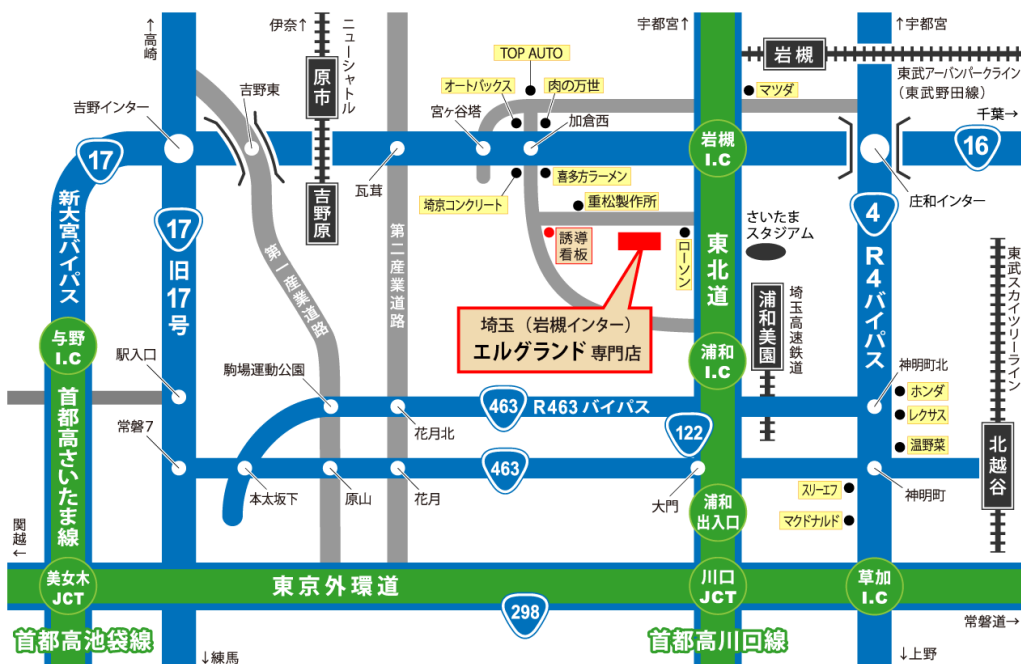 ↑高崎
伊奈↑
ニューシャトル
宇都宮↑
↑宇都宮
岩槻
東武アーバンパークライン
(東武野田線)
千葉→
TOP AUTO
オートバックス
肉の万世
マツダ
原市
吉野東
吉野インター
宮ヶ谷塔
加倉西
17
岩槻
I.C
16
瓦葺
庄和インター
喜多方ラーメン
埼京コンクリート
重松製作所
吉野原
新大宮バイパス
17
旧17号
第一産業道路
第二産業道路
誘導
看板
ローソン
東北道
さいたま
スタジアム
4
R4バイパス
東武スカイツリーライン
埼玉(岩槻インター)
エルグランド専門店
浦和美園
埼玉高速鉄道
与野
I.C
浦和
I.C
駅入口
駒場運動公園
神明町北
首都高さいたま線
463
R463バイパス
花月北
122
ホンダ
レクサス
温野菜
北越谷
常磐7
463
本太坂下
原山
花月
大門
神明町
スリーエフ
浦和
出入口
マクドナルド
関越←
美女木
JCT
東京外環道
川口
JCT
草加
I.C
298
常磐道→
首都高池袋線
首都高川口線
↓練馬
↓上野